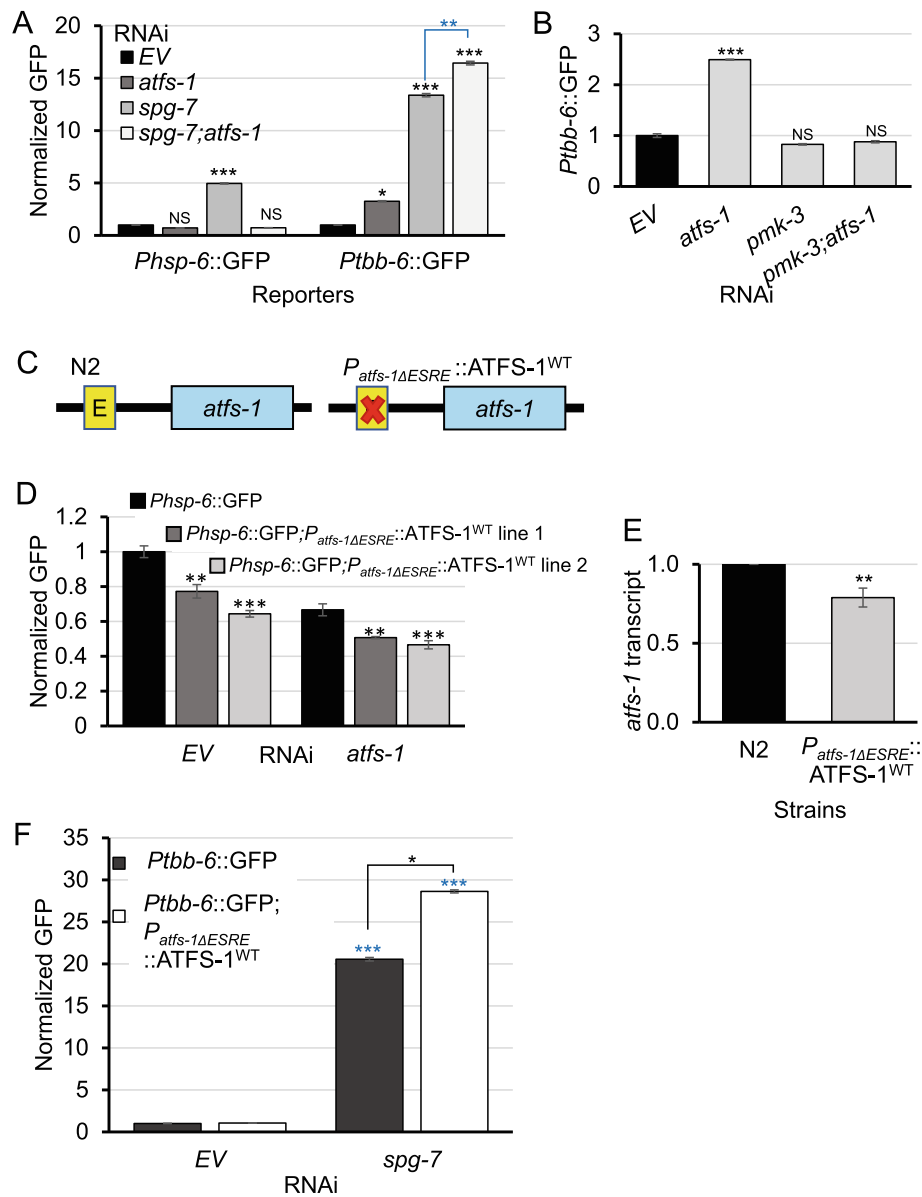 A
RNAi
EV
atfs-1
spg-7
spg-7;atfs-1
Normalized GFP
20
15
10
5
0
NS
***
NS
*
***
**
***
Phsp-6::GFP
Ptbb-6::GFP
Reporters
B
Ptbb-6::GFP
3
2
1
0
***
NS
NS
EV
atfs-1
pmk-3
pmk-3;atfs-1
RNAi
C
N2
E
atfs-1
Patfs-1ΔESRE::ATFS-1WT
atfs-1
D
Phsp-6::GFP
Phsp-6::GFP;Patfs-1ΔESRE::ATFS-1WT line 1
Phsp-6::GFP;Patfs-1ΔESRE::ATFS-1WT line 2
Normalized GFP
1.2
1
0.8
0.6
0.4
0.2
0
**
***
**
***
EV
RNAi
atfs-1
E
atfs-1 transcript
1.0
0.5
0.0
**
N2
Patfs-1ΔESRE::
ATFS-1WT
Strains
F
Ptbb-6::GFP
Ptbb-6::GFP;
Patfs-1ΔESRE
::ATFS-1WT
Normalized GFP
35
30
25
20
15
10
5
0
*
***
***
EV
spg-7
RNAi